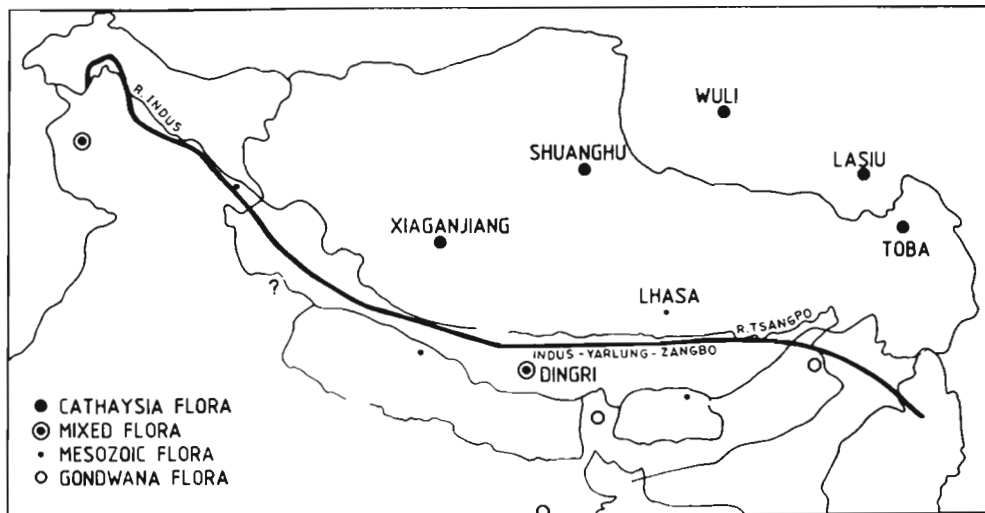 WULI
SHUANGHU
LASIU
R. INDUS
XIAGANJIANG
TOBA
LHASA
R. TSANGPO
?
INDUS-YARLUNG-ZANGBO
DINGRI
CATHAYSIA FLORA
MIXED FLORA
MESOZOIC FLORA
GONDWANA FLORA